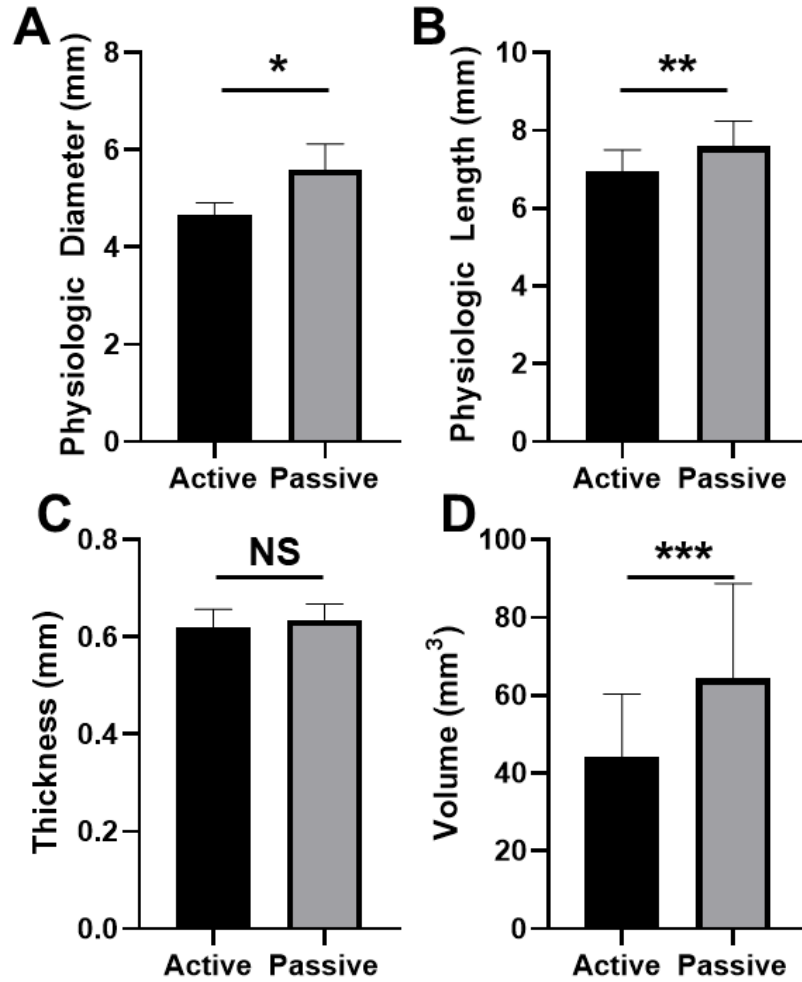 A
Physiologic Diameter (mm)
8
6
4
2
0
*
Active Passive
B
Physiologic Length (mm)
10
8
6
4
2
0
**
Active Passive
C
Thickness (mm)
0.8
0.6
0.4
0.2
0.0
NS
Active Passive
D
Volume (mm³)
100
80
60
40
20
0
***
Active Passive